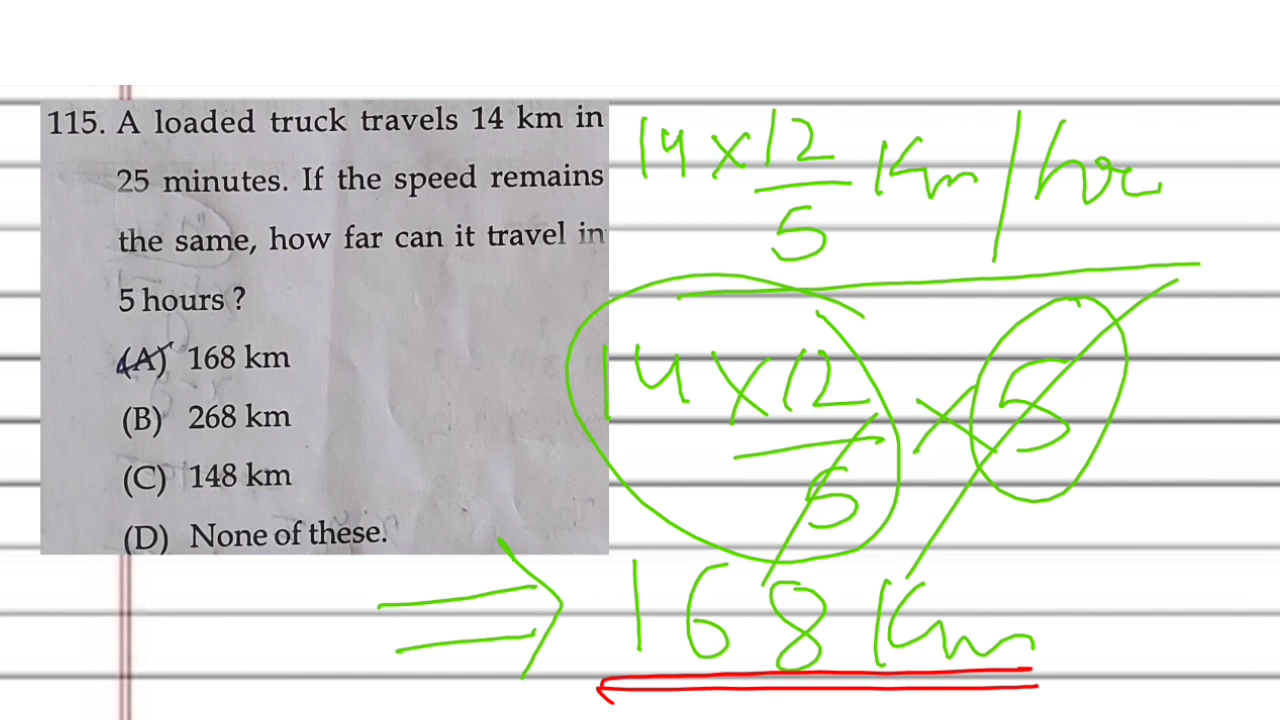 115. A loaded truck travels 14 km in
25 minutes. If the speed remains
the same, how far can it travel in
5 hours ?
(A) 168 km
(B) 268 km
(C) 148 km
(D) None of these.
14 × 12/5 Km/hr
14 × 12/5 × 5
⇒ 168 Km